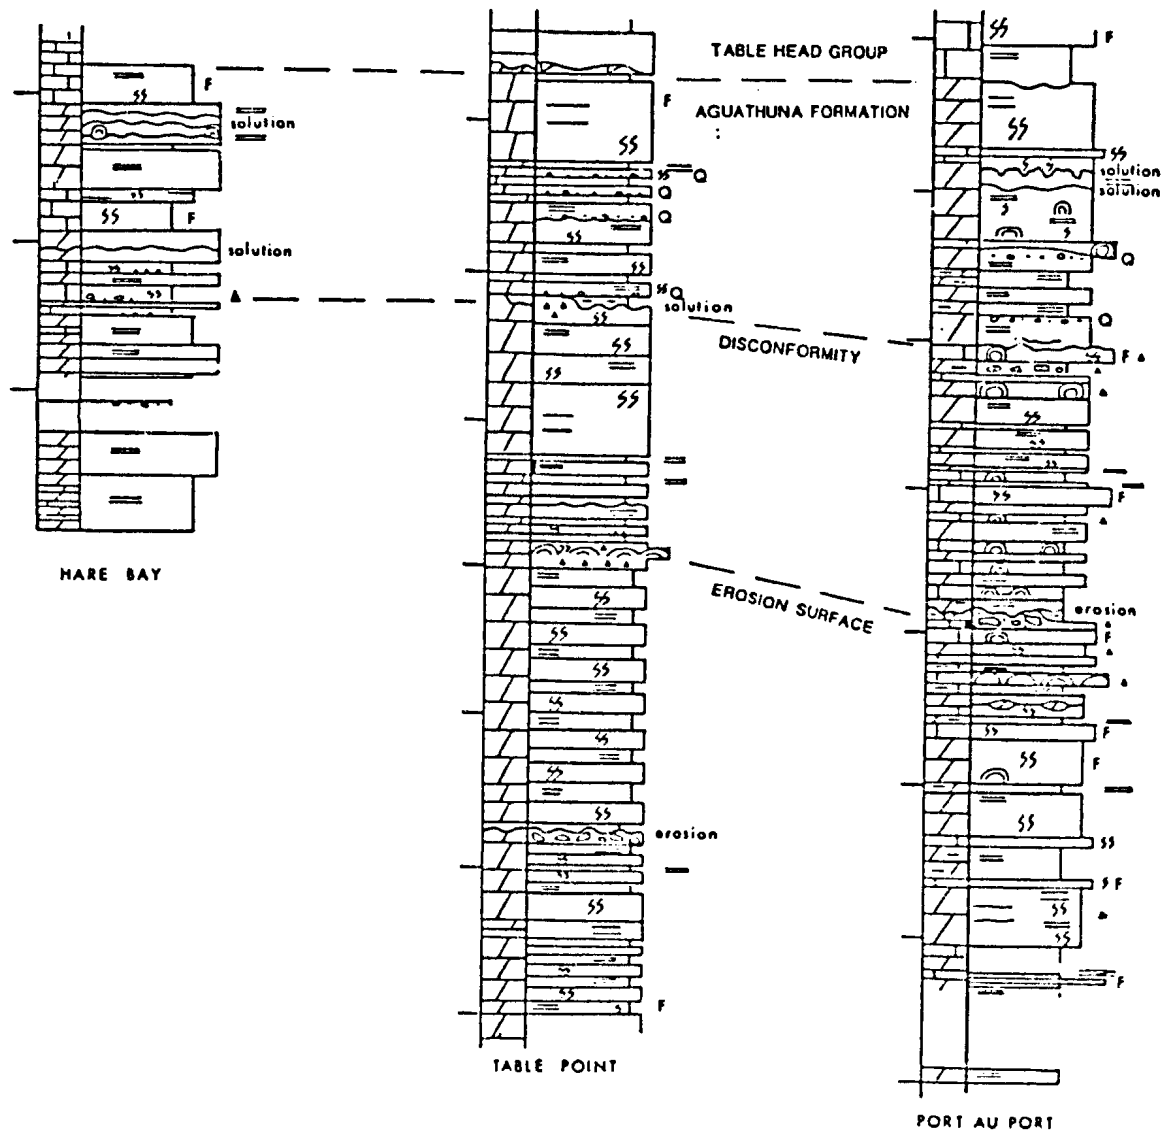 TABLE HEAD GROUP
AGUATHUNA FORMATION
F
solution
F
solution
HARE BAY
F
Q
Q
Q
Q
solution
erosion
F
TABLE POINT
DISCONFORMITY
EROSION SURFACE
F
solution
solution
Q
Q
F
F
erosion
F
F
F
F
F
PORT AU PORT